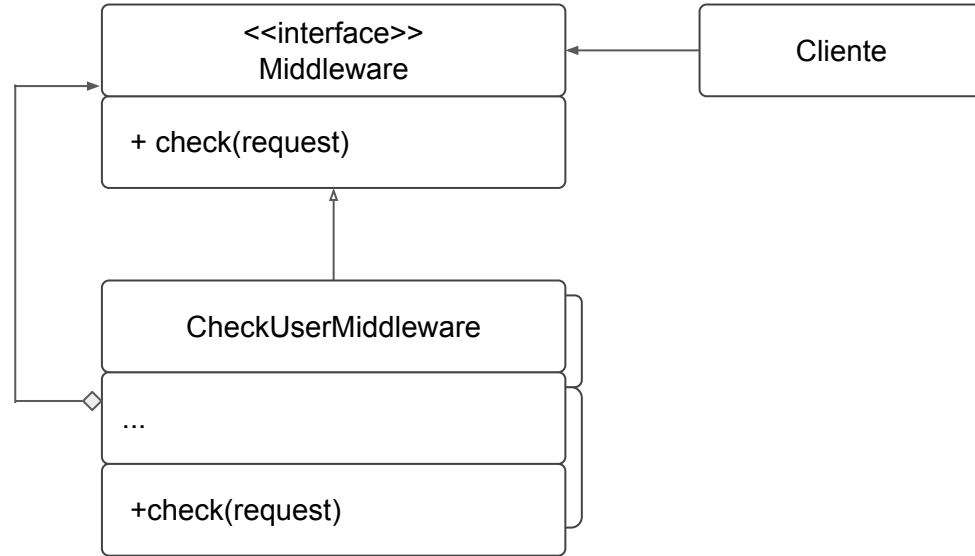 <<interface>>
Middleware
Cliente
+ check(request)
CheckUserMiddleware
...
+check(request)